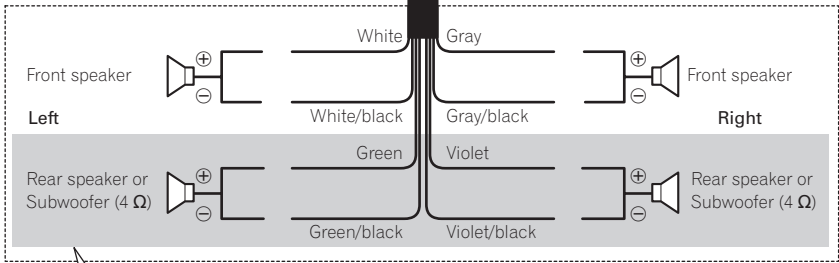 White Gray
⊕ ⊕
Front speaker Front speaker
⊖ ⊖
Left White/black Gray/black Right
Green Violet
Rear speaker or ⊕ ⊕ Rear speaker or
Subwoofer (4 Ω) ⊖ ⊖ Subwoofer (4 Ω)
Green/black Violet/black